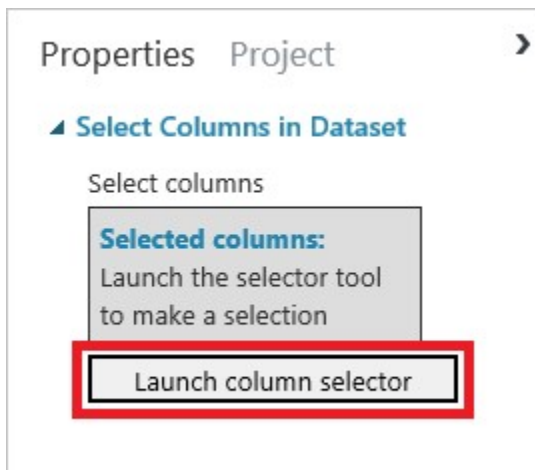 Properties Project
Select Columns in Dataset
Select columns
Selected columns:
Launch the selector tool
to make a selection
Launch column selector